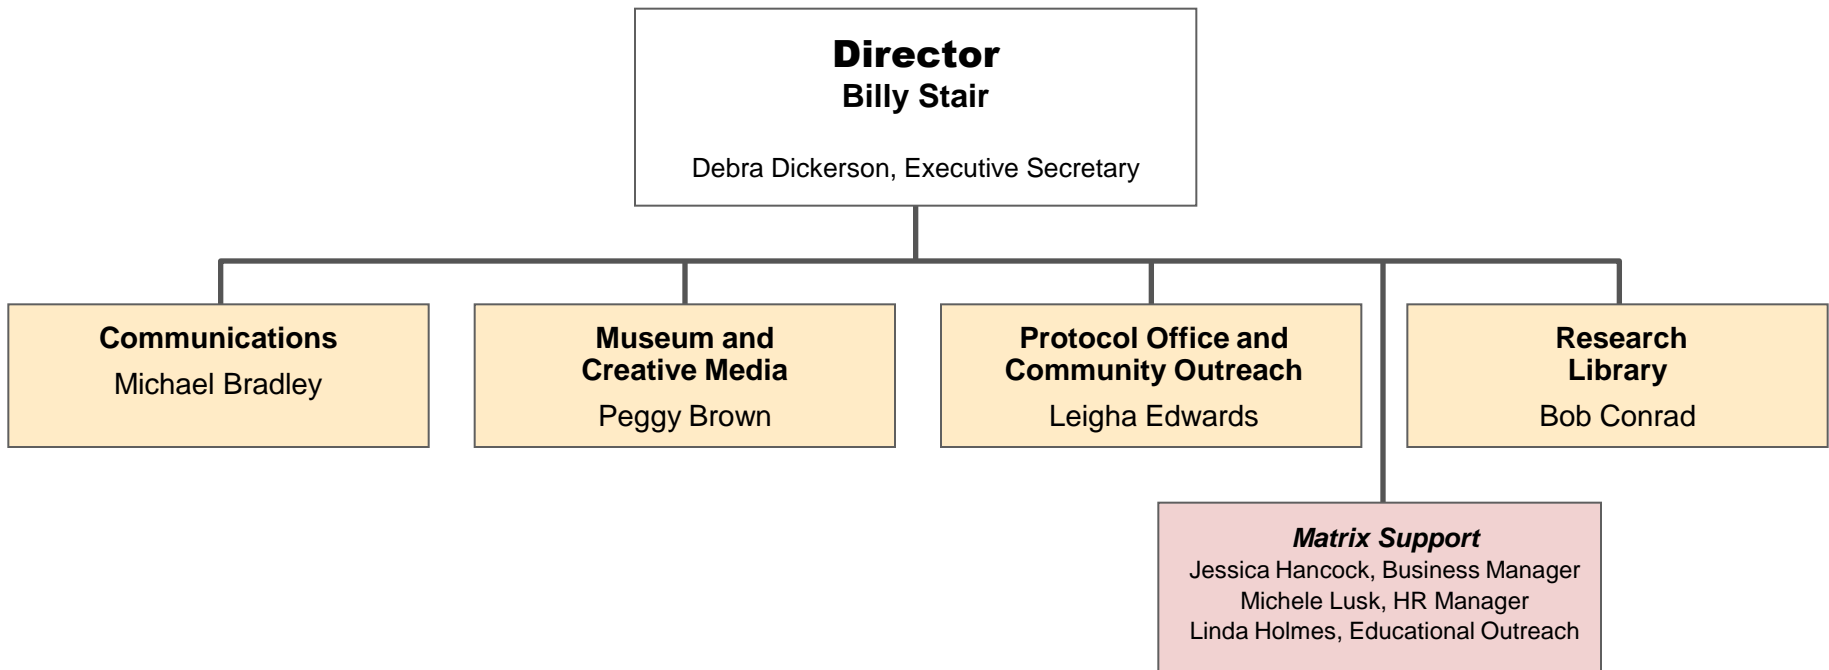 Director
Billy Stair
Debra Dickerson, Executive Secretary
Communications
Michael Bradley
Museum and
Creative Media
Peggy Brown
Protocol Office and
Community Outreach
Leigha Edwards
Research
Library
Bob Conrad
Matrix Support
Jessica Hancock, Business Manager
Michele Lusk, HR Manager
Linda Holmes, Educational Outreach